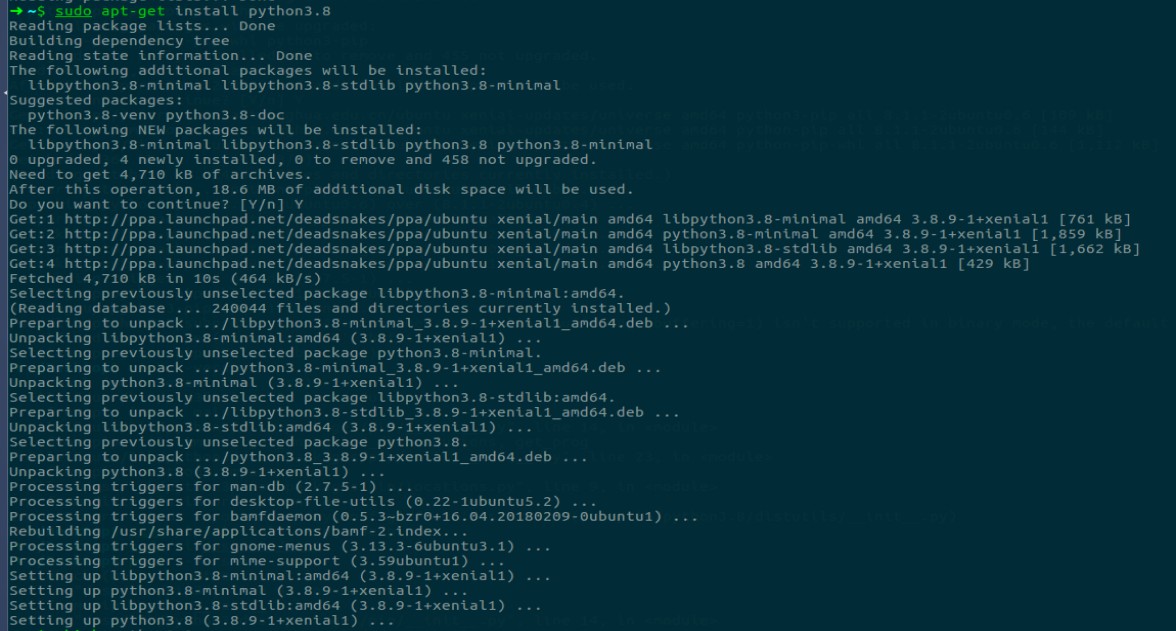 ➜ ~$ sudo apt-get install python3.8
Reading package lists... Done
Building dependency tree
Reading state information... Done
The following additional packages will be installed:
  libpython3.8-minimal libpython3.8-stdlib python3.8-minimal
Suggested packages:
  python3.8-venv python3.8-doc
The following NEW packages will be installed:
  libpython3.8-minimal libpython3.8-stdlib python3.8 python3.8-minimal
0 upgraded, 4 newly installed, 0 to remove and 458 not upgraded.
Need to get 4,710 kB of archives.
After this operation, 18.6 MB of additional disk space will be used.
Do you want to continue? [Y/n] Y
Get:1 http://ppa.launchpad.net/deadsnakes/ppa/ubuntu xenial/main amd64 libpython3.8-minimal amd64 3.8.9-1+xenial1 [761 kB]
Get:2 http://ppa.launchpad.net/deadsnakes/ppa/ubuntu xenial/main amd64 python3.8-minimal amd64 3.8.9-1+xenial1 [1,859 kB]
Get:3 http://ppa.launchpad.net/deadsnakes/ppa/ubuntu xenial/main amd64 libpython3.8-stdlib amd64 3.8.9-1+xenial1 [1,662 kB]
Get:4 http://ppa.launchpad.net/deadsnakes/ppa/ubuntu xenial/main amd64 python3.8 amd64 3.8.9-1+xenial1 [429 kB]
Fetched 4,710 kB in 10s (464 kB/s)
Selecting previously unselected package libpython3.8-minimal:amd64.
(Reading database ... 240044 files and directories currently installed.)
Preparing to unpack .../libpython3.8-minimal_3.8.9-1+xenial1_amd64.deb ...
Unpacking libpython3.8-minimal:amd64 (3.8.9-1+xenial1) ...
Selecting previously unselected package python3.8-minimal.
Preparing to unpack .../python3.8-minimal_3.8.9-1+xenial1_amd64.deb ...
Unpacking python3.8-minimal (3.8.9-1+xenial1) ...
Selecting previously unselected package libpython3.8-stdlib:amd64.
Preparing to unpack .../libpython3.8-stdlib_3.8.9-1+xenial1_amd64.deb ...
Unpacking libpython3.8-stdlib:amd64 (3.8.9-1+xenial1) ...
Selecting previously unselected package python3.8.
Preparing to unpack .../python3.8_3.8.9-1+xenial1_amd64.deb ...
Unpacking python3.8 (3.8.9-1+xenial1) ...
Processing triggers for man-db (2.7.5-1) ...
Processing triggers for desktop-file-utils (0.22-1ubuntu5.2) ...
Processing triggers for bamfdaemon (0.5.3~bzr0+16.04.20180209-0ubuntu1) ...
Rebuilding /usr/share/applications/bamf-2.index...
Processing triggers for gnome-menus (3.13.3-6ubuntu3.1) ...
Processing triggers for mime-support (3.59ubuntu1) ...
Setting up libpython3.8-minimal:amd64 (3.8.9-1+xenial1) ...
Setting up python3.8-minimal (3.8.9-1+xenial1) ...
Setting up libpython3.8-stdlib:amd64 (3.8.9-1+xenial1) ...
Setting up python3.8 (3.8.9-1+xenial1) ...